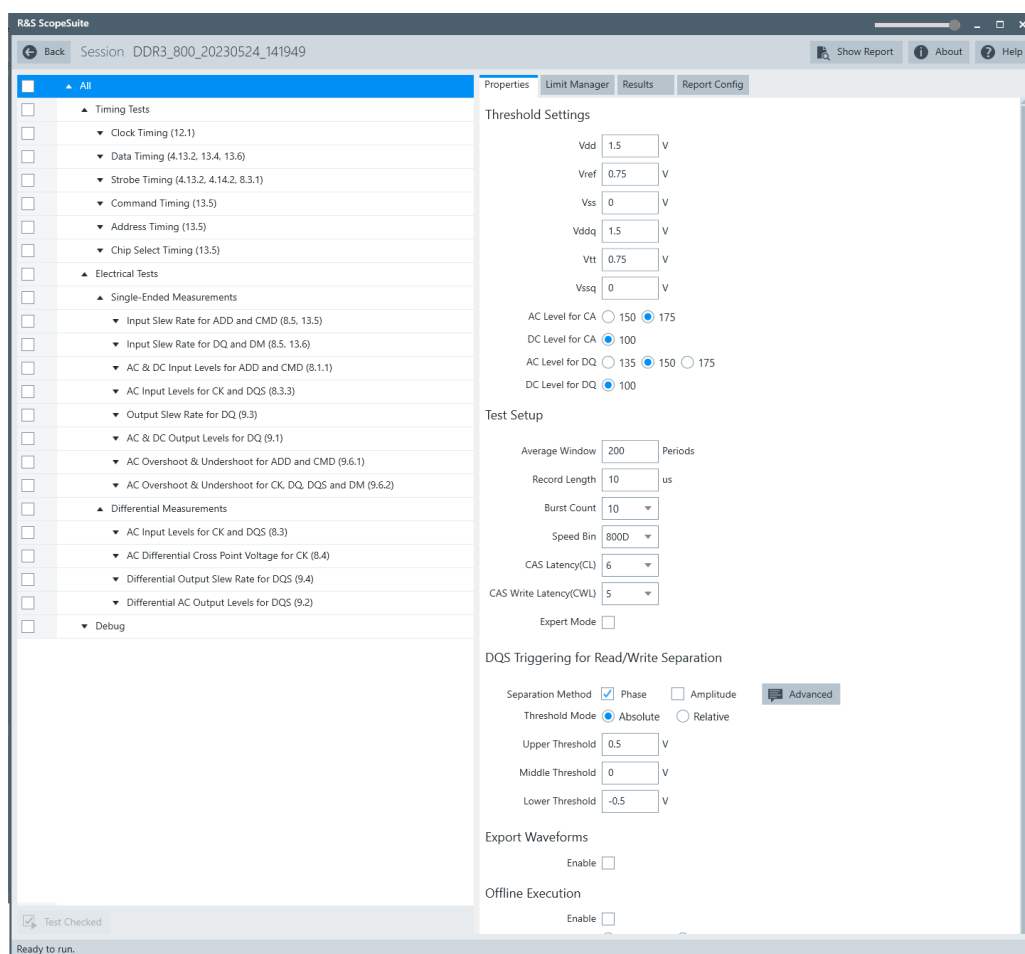 R&S ScopeSuite
Back Session DDR3_800_20230524_141949 Show Report About Help
All
Timing Tests
Clock Timing (12.1)
Data Timing (4.13.2, 13.4, 13.6)
Strobe Timing (4.13.2, 4.14.2, 8.3.1)
Command Timing (13.5)
Address Timing (13.5)
Chip Select Timing (13.5)
Electrical Tests
Single-Ended Measurements
Input Slew Rate for ADD and CMD (8.5, 13.5)
Input Slew Rate for DQ and DM (8.5, 13.6)
AC & DC Input Levels for ADD and CMD (8.1.1)
AC Input Levels for CK and DQS (8.3.3)
Output Slew Rate for DQ (9.3)
AC & DC Output Levels for DQ (9.1)
AC Overshoot & Undershoot for ADD and CMD (9.6.1)
AC Overshoot & Undershoot for CK, DQ, DQS and DM (9.6.2)
Differential Measurements
AC Input Levels for CK and DQS (8.3)
AC Differential Cross Point Voltage for CK (8.4)
Differential Output Slew Rate for DQS (9.4)
Differential AC Output Levels for DQS (9.2)
Debug
Test Checked
Properties Limit Manager Results Report Config
Threshold Settings
Vdd 1.5 V
Vref 0.75 V
Vss 0 V
Vddq 1.5 V
Vtt 0.75 V
Vssq 0 V
AC Level for CA 150 175
DC Level for CA 100
AC Level for DQ 135 150 175
DC Level for DQ 100
Test Setup
Average Window 200 Periods
Record Length 10 us
Burst Count 10
Speed Bin 800D
CAS Latency(CL) 6
CAS Write Latency(CWL) 5
Expert Mode
DQS Triggering for Read/Write Separation
Separation Method Phase Amplitude Advanced
Threshold Mode Absolute Relative
Upper Threshold 0.5 V
Middle Threshold 0 V
Lower Threshold -0.5 V
Export Waveforms
Enable
Offline Execution
Enable
Ready to run.